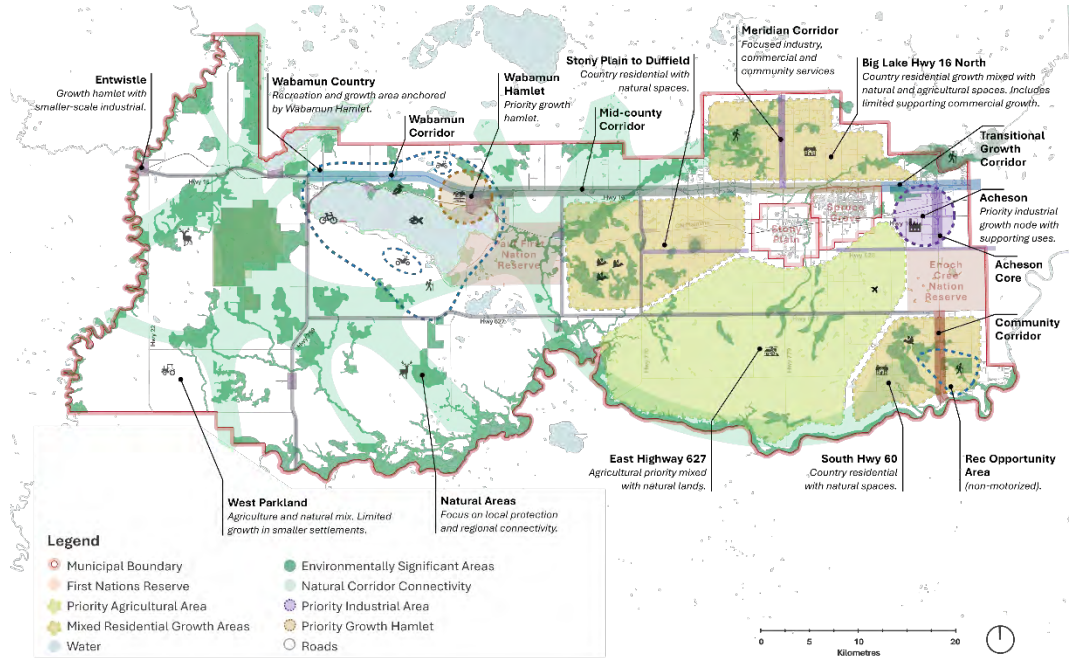 Entwistle
Growth hamlet with
smaller-scale industrial.
Wabamun Country
Recreation and growth area anchored
by Wabamun Hamlet.
Wabamun
Corridor
Wabamun
Hamlet
Priority growth
hamlet.
Stony Plain to Duffield
Country residential with
natural spaces.
Mid-county
Corridor
Meridian Corridor
Focused industry,
commercial and
community services
Big Lake Hwy 16 North
Country residential growth mixed with
natural and agricultural spaces. Includes
limited supporting commercial growth.
Transitional
Growth
Corridor
Acheson
Priority industrial
growth node with
supporting uses.
Acheson
Core
Community
Corridor
Hwy 16
Hwy 16
Stony
Plain
Spruce
Grove
First
Nation
Reserve
Enoch
Cree
Nation
Reserve
Hwy 627
Hwy 22
Hwy 770
East Highway 627
Agricultural priority mixed
with natural lands.
South Hwy 60
Country residential
with natural spaces.
Rec Opportunity
Area
(non-motorized).
West Parkland
Agriculture and natural mix. Limited
growth in smaller settlements.
Natural Areas
Focus on local protection
and regional connectivity.
Legend
Municipal Boundary
First Nations Reserve
Priority Agricultural Area
Mixed Residential Growth Areas
Water
Environmentally Significant Areas
Natural Corridor Connectivity
Priority Industrial Area
Priority Growth Hamlet
Roads
0 5 10 20
Kilometres